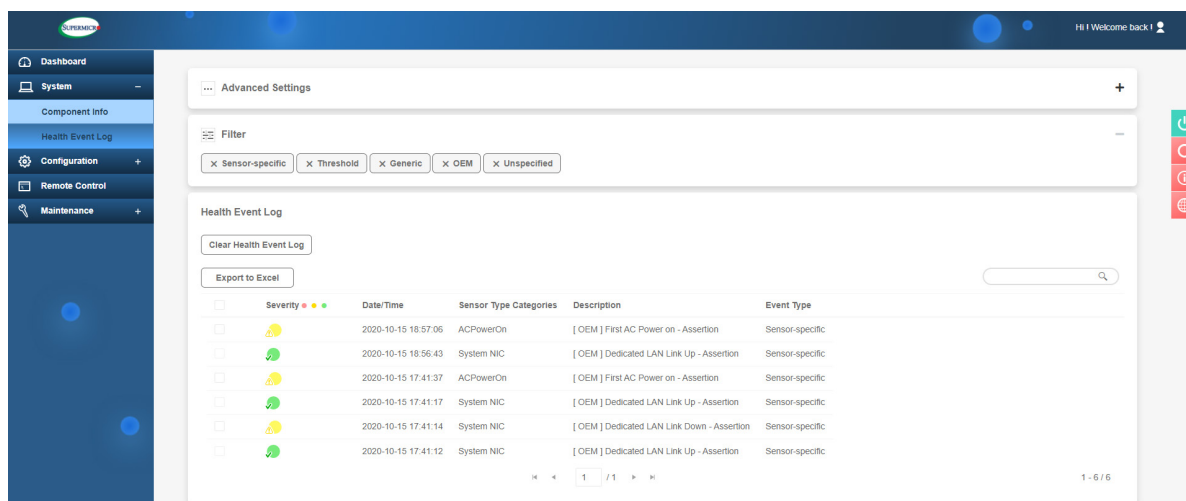 SUPERMICR
Hi ! Welcome back !
Dashboard
System −
Component Info
Health Event Log
Configuration +
Remote Control
Maintenance +
... Advanced Settings +
Filter −
× Sensor-specific × Threshold × Generic × OEM × Unspecified
Health Event Log
Clear Health Event Log
Export to Excel
Severity Date/Time Sensor Type Categories Description Event Type
2020-10-15 18:57:06 ACPowerOn [ OEM ] First AC Power on - Assertion Sensor-specific
2020-10-15 18:56:43 System NIC [ OEM ] Dedicated LAN Link Up - Assertion Sensor-specific
2020-10-15 17:41:37 ACPowerOn [ OEM ] First AC Power on - Assertion Sensor-specific
2020-10-15 17:41:17 System NIC [ OEM ] Dedicated LAN Link Up - Assertion Sensor-specific
2020-10-15 17:41:14 System NIC [ OEM ] Dedicated LAN Link Down - Assertion Sensor-specific
2020-10-15 17:41:12 System NIC [ OEM ] Dedicated LAN Link Up - Assertion Sensor-specific
1 / 1
1 - 6 / 6